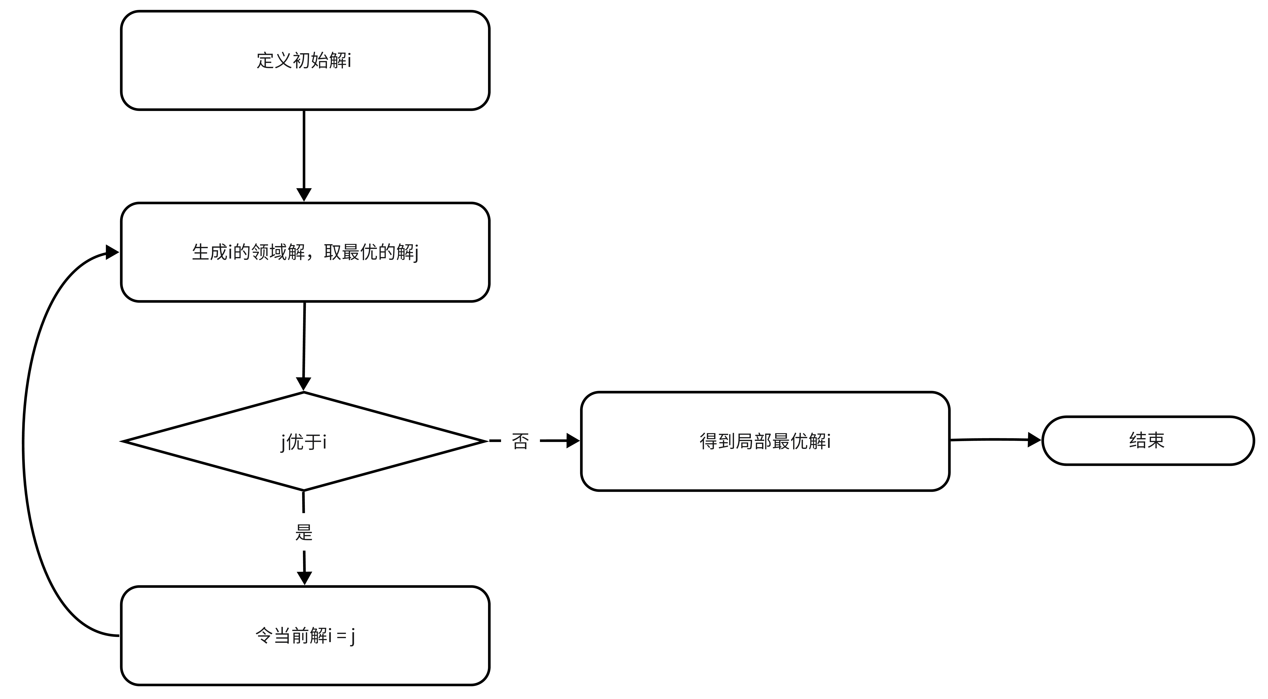 定义初始解i
生成i的领域解，取最优的解j
j优于i
否
得到局部最优解i
结束
是
令当前解i = j